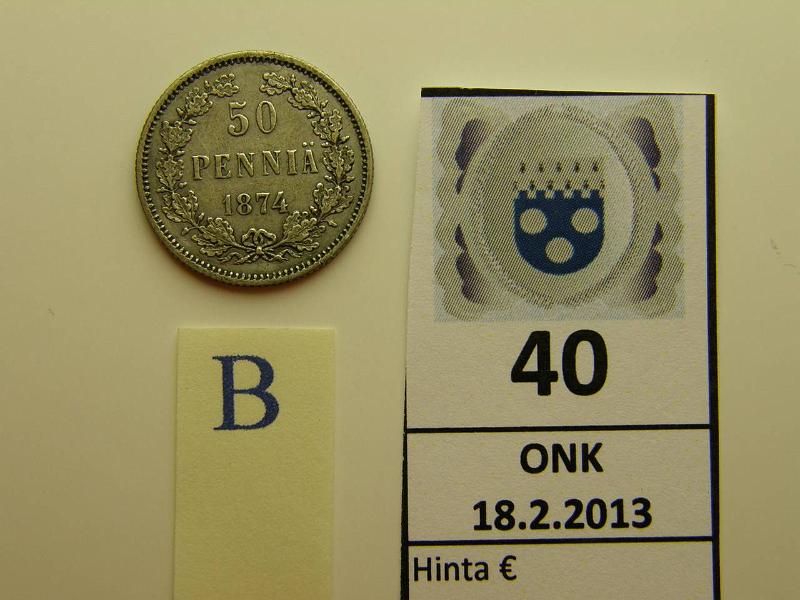 50
PENNIÄ
1874
B
40
ONK
18.2.2013
Hinta €